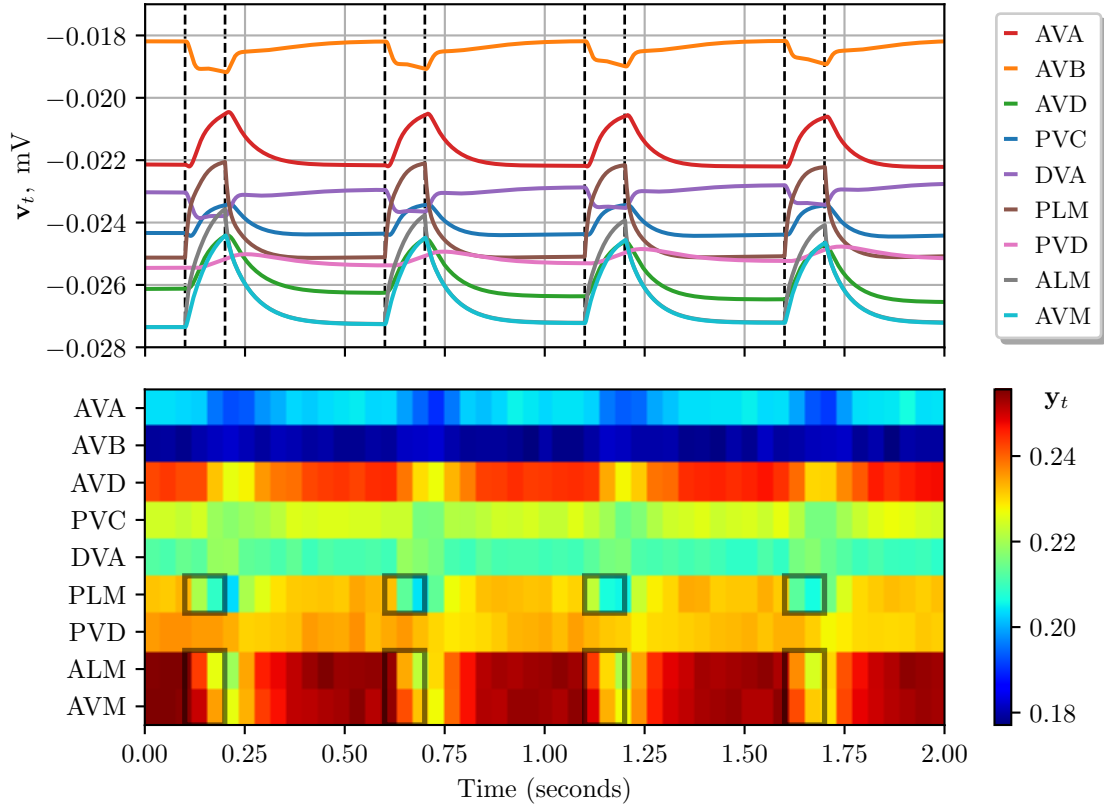 −0.018
−0.020
−0.022
−0.024
−0.026
−0.028
v_t, mV
AVA
AVB
AVD
PVC
DVA
PLM
PVD
ALM
AVM
AVA
AVB
AVD
PVC
DVA
PLM
PVD
ALM
AVM
0.00 0.25 0.50 0.75 1.00 1.25 1.50 1.75 2.00
Time (seconds)
y_t
0.24
0.22
0.20
0.18